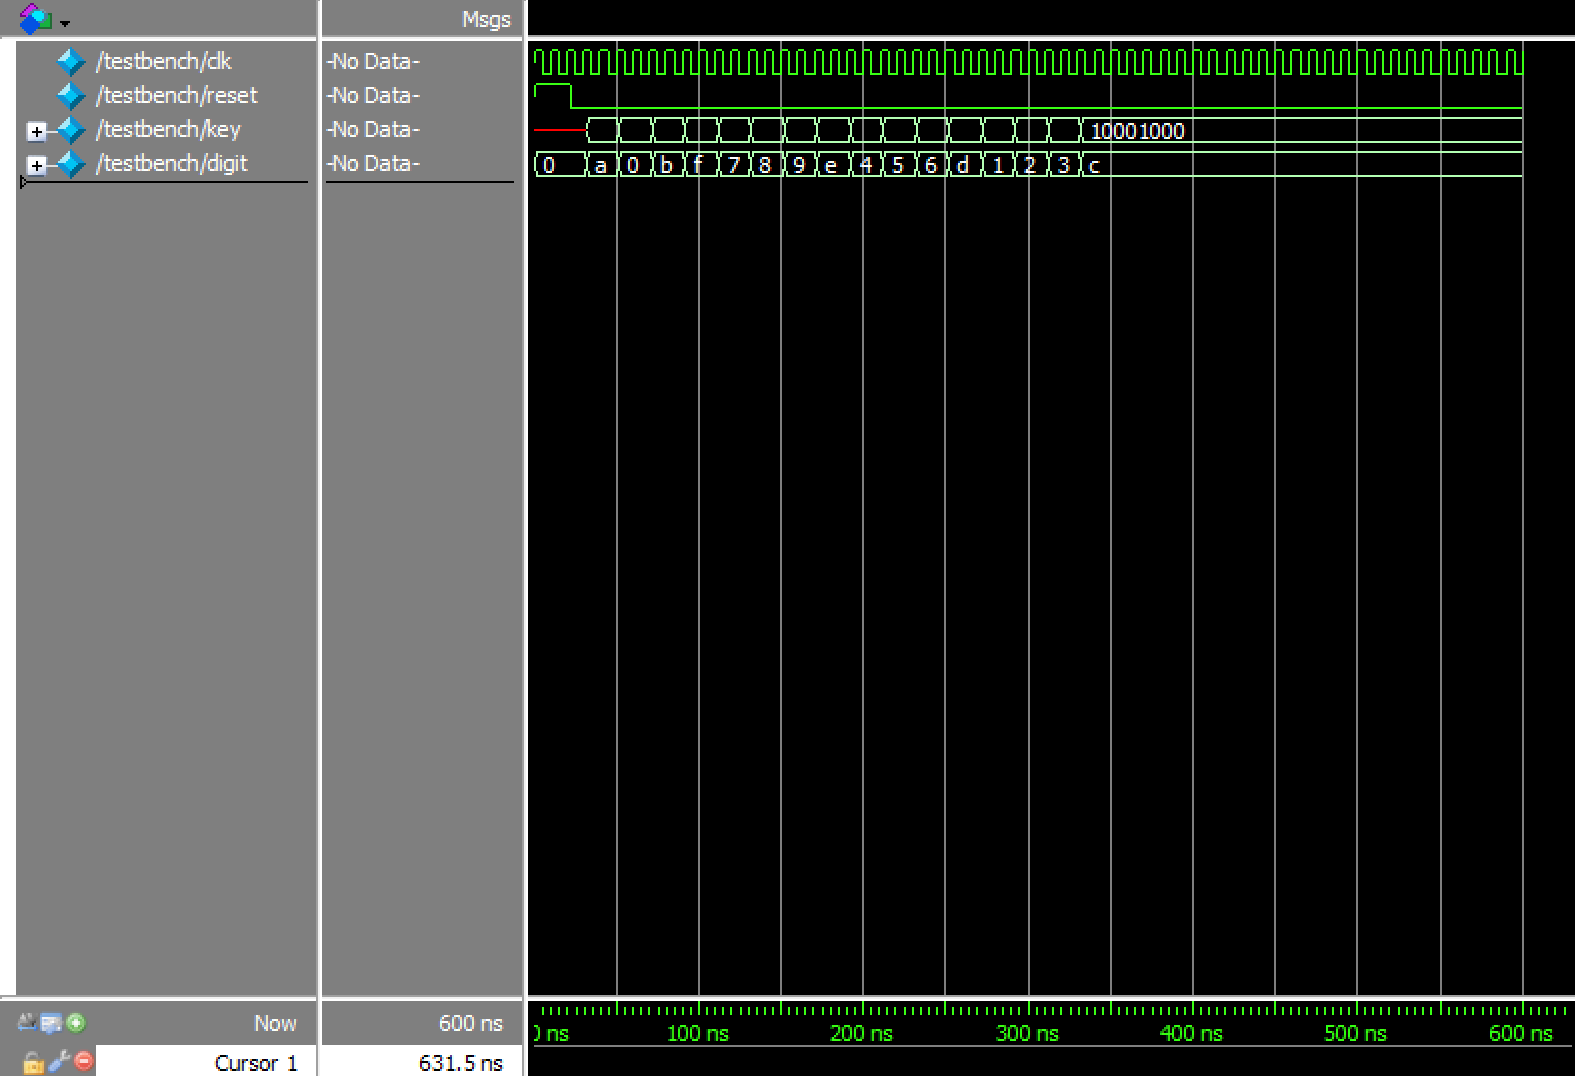 Msgs
/testbench/clk -No Data-
/testbench/reset -No Data-
/testbench/key -No Data- 10001000
/testbench/digit -No Data- 0 a 0 b f 7 8 9 e 4 5 6 d 1 2 3 c
Now 600 ns ns 100 ns 200 ns 300 ns 400 ns 500 ns 600 ns
Cursor 1 631.5 ns